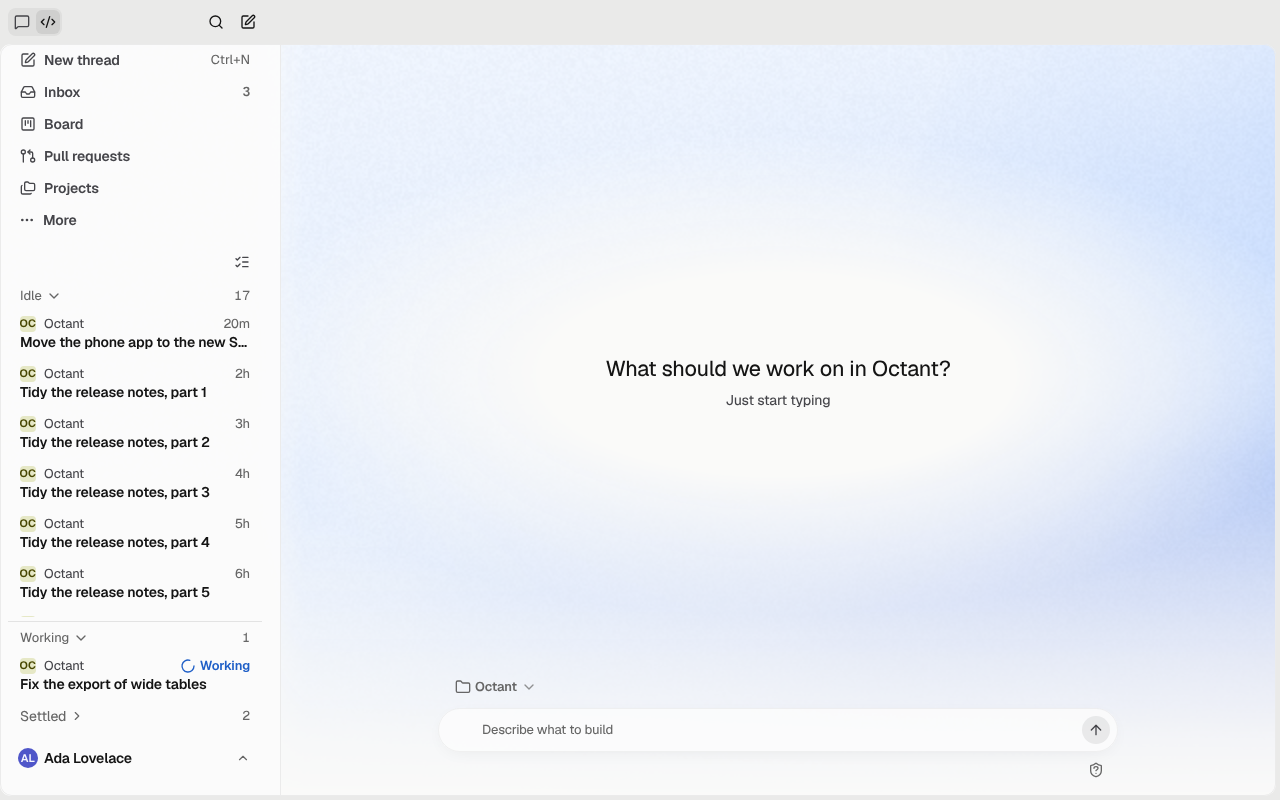 New thread Ctrl+N
Inbox 3
Board
Pull requests
Projects
More
Idle 17
OC Octant 20m
Move the phone app to the new S...
OC Octant 2h
Tidy the release notes, part 1
OC Octant 3h
Tidy the release notes, part 2
OC Octant 4h
Tidy the release notes, part 3
OC Octant 5h
Tidy the release notes, part 4
OC Octant 6h
Tidy the release notes, part 5
Working 1
OC Octant Working
Fix the export of wide tables
Settled 2
AL Ada Lovelace
What should we work on in Octant?
Just start typing
Octant
Describe what to build